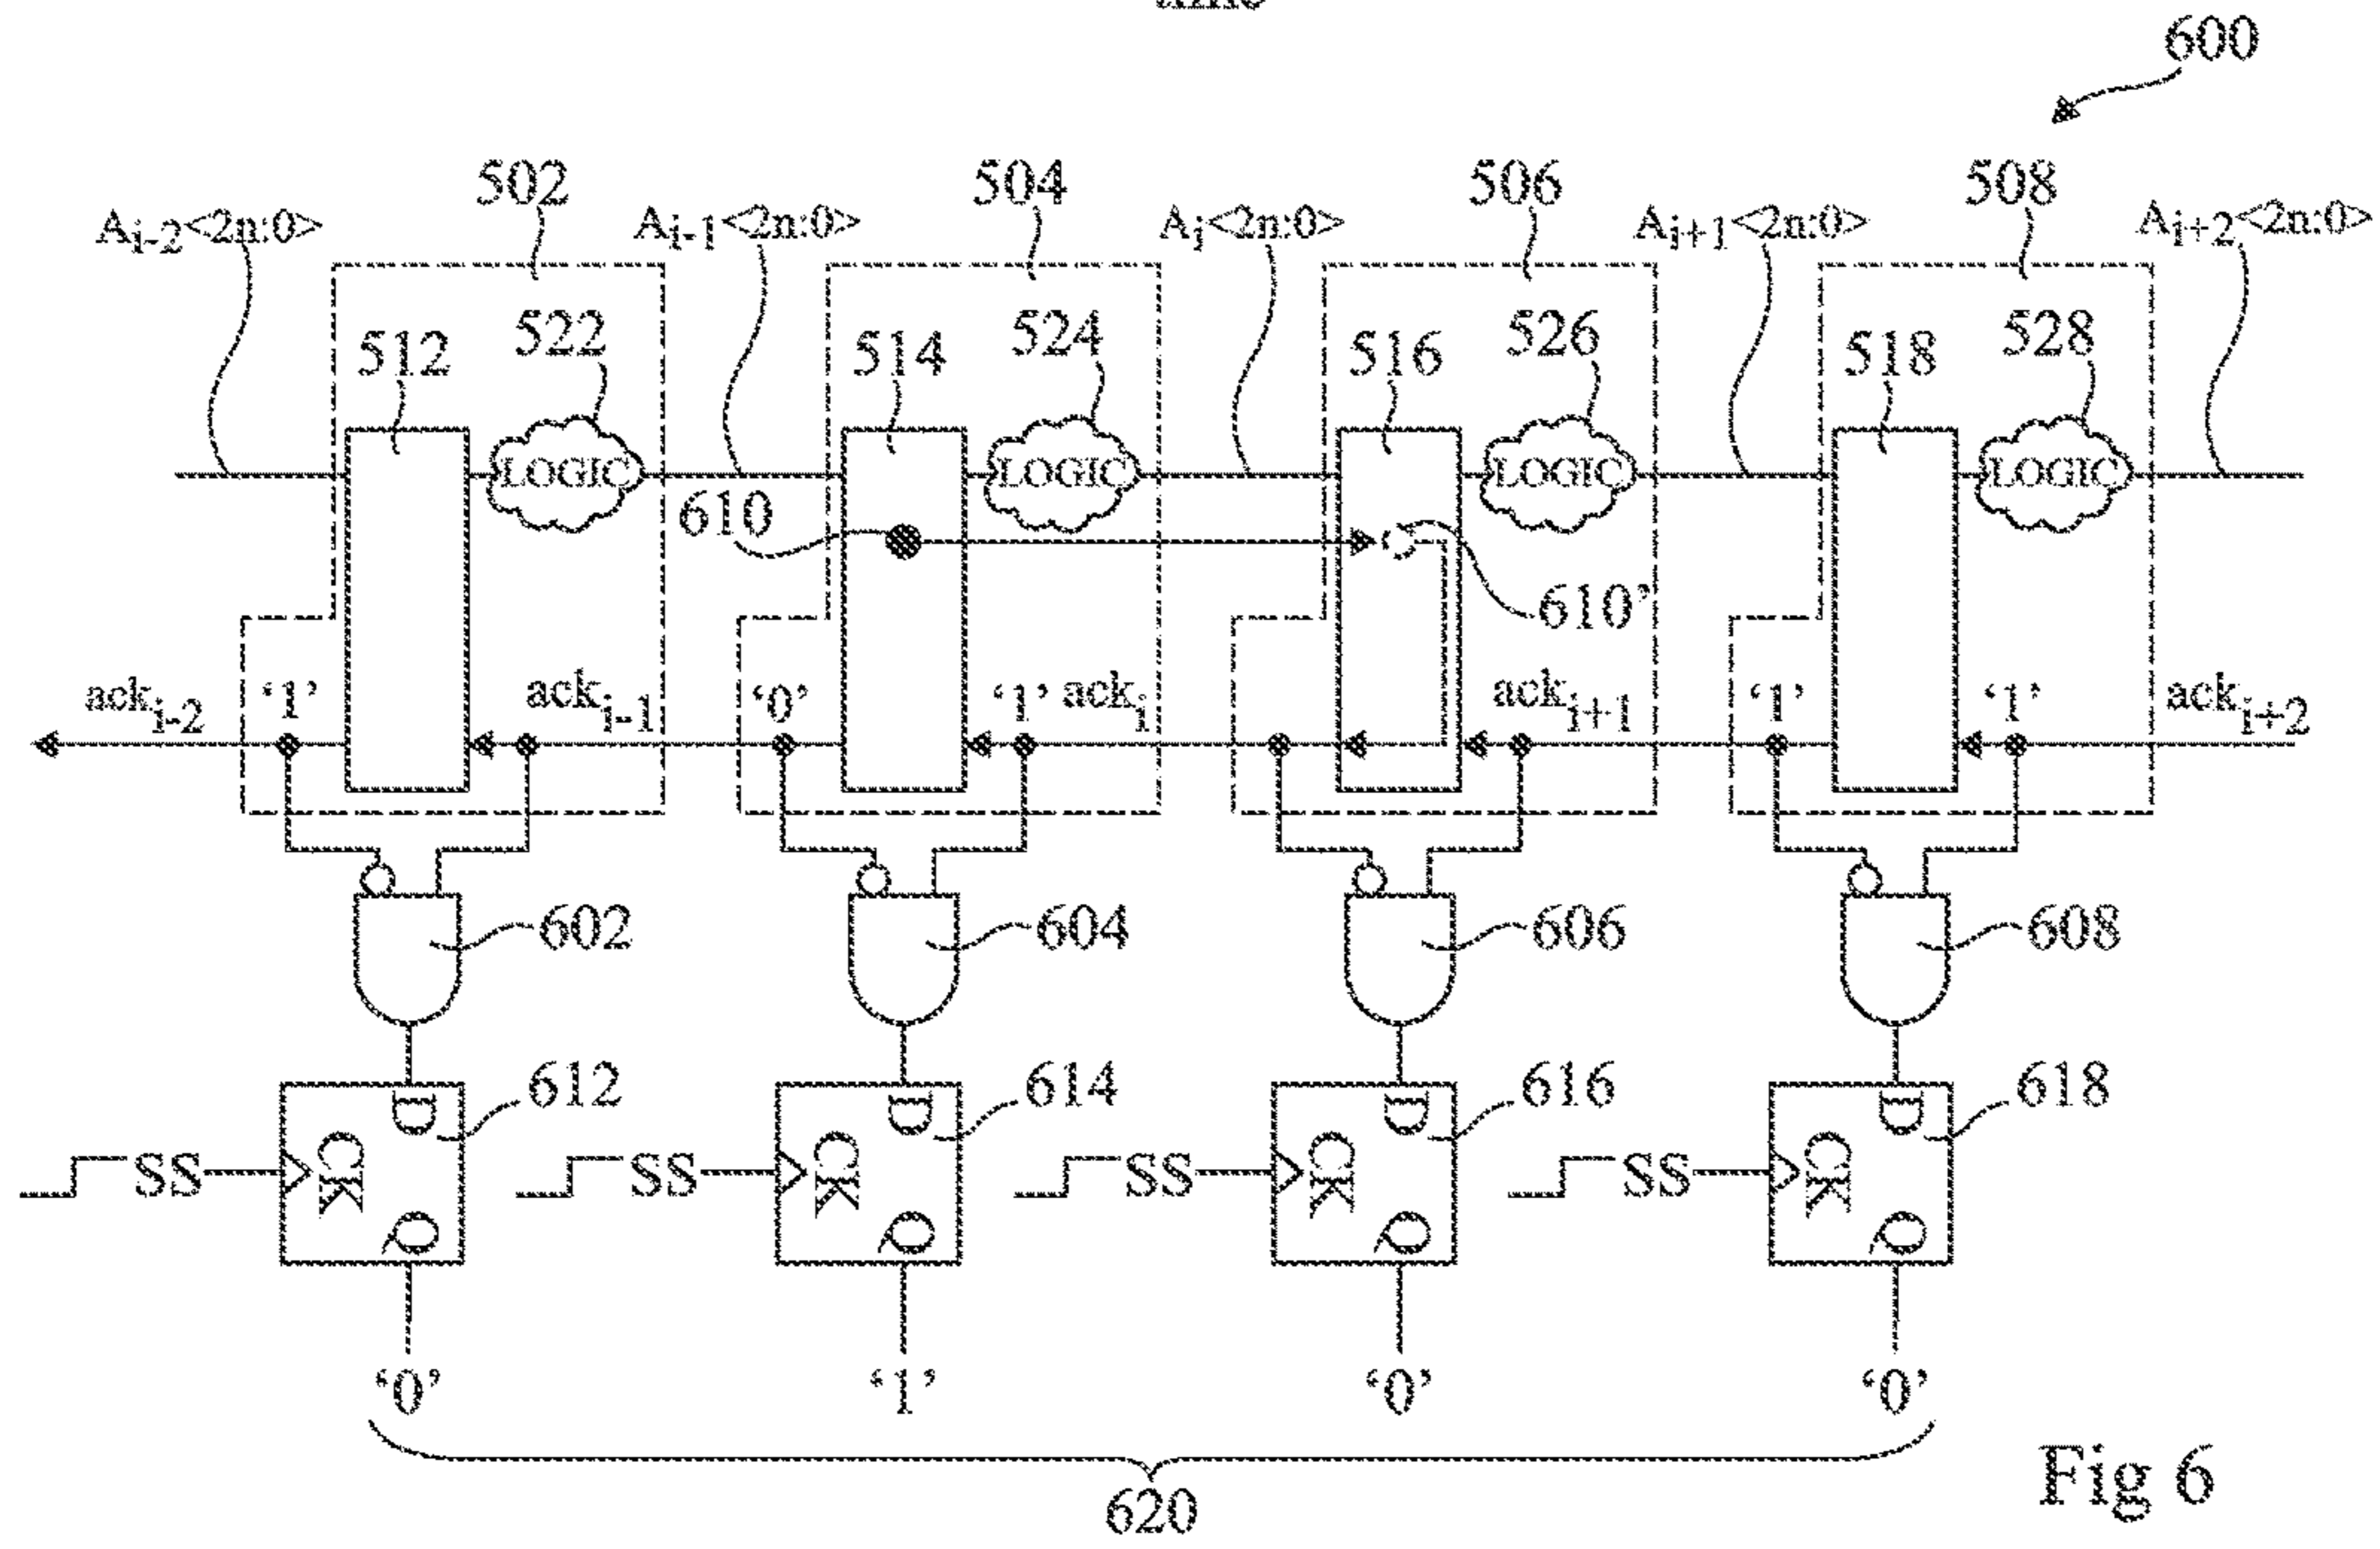 600
502 504 506 508
Ai-2<2n:0> Ai-1<2n:0> Ai<2n:0> Ai+1<2n:0> Ai+2<2n:0>
512 522 514 524 516 526 518 528
LOGIC LOGIC LOGIC LOGIC
610
610’
acki-2 ‘1’ acki-1 ‘0’ ‘1’ acki acki+1 ‘1’ ‘1’ acki+2
602 604 606 608
612 614 616 618
D D D D
SS CK SS CK SS CK SS CK
Q Q Q Q
‘0’ ‘1’ ‘0’ ‘0’
620
Fig 6